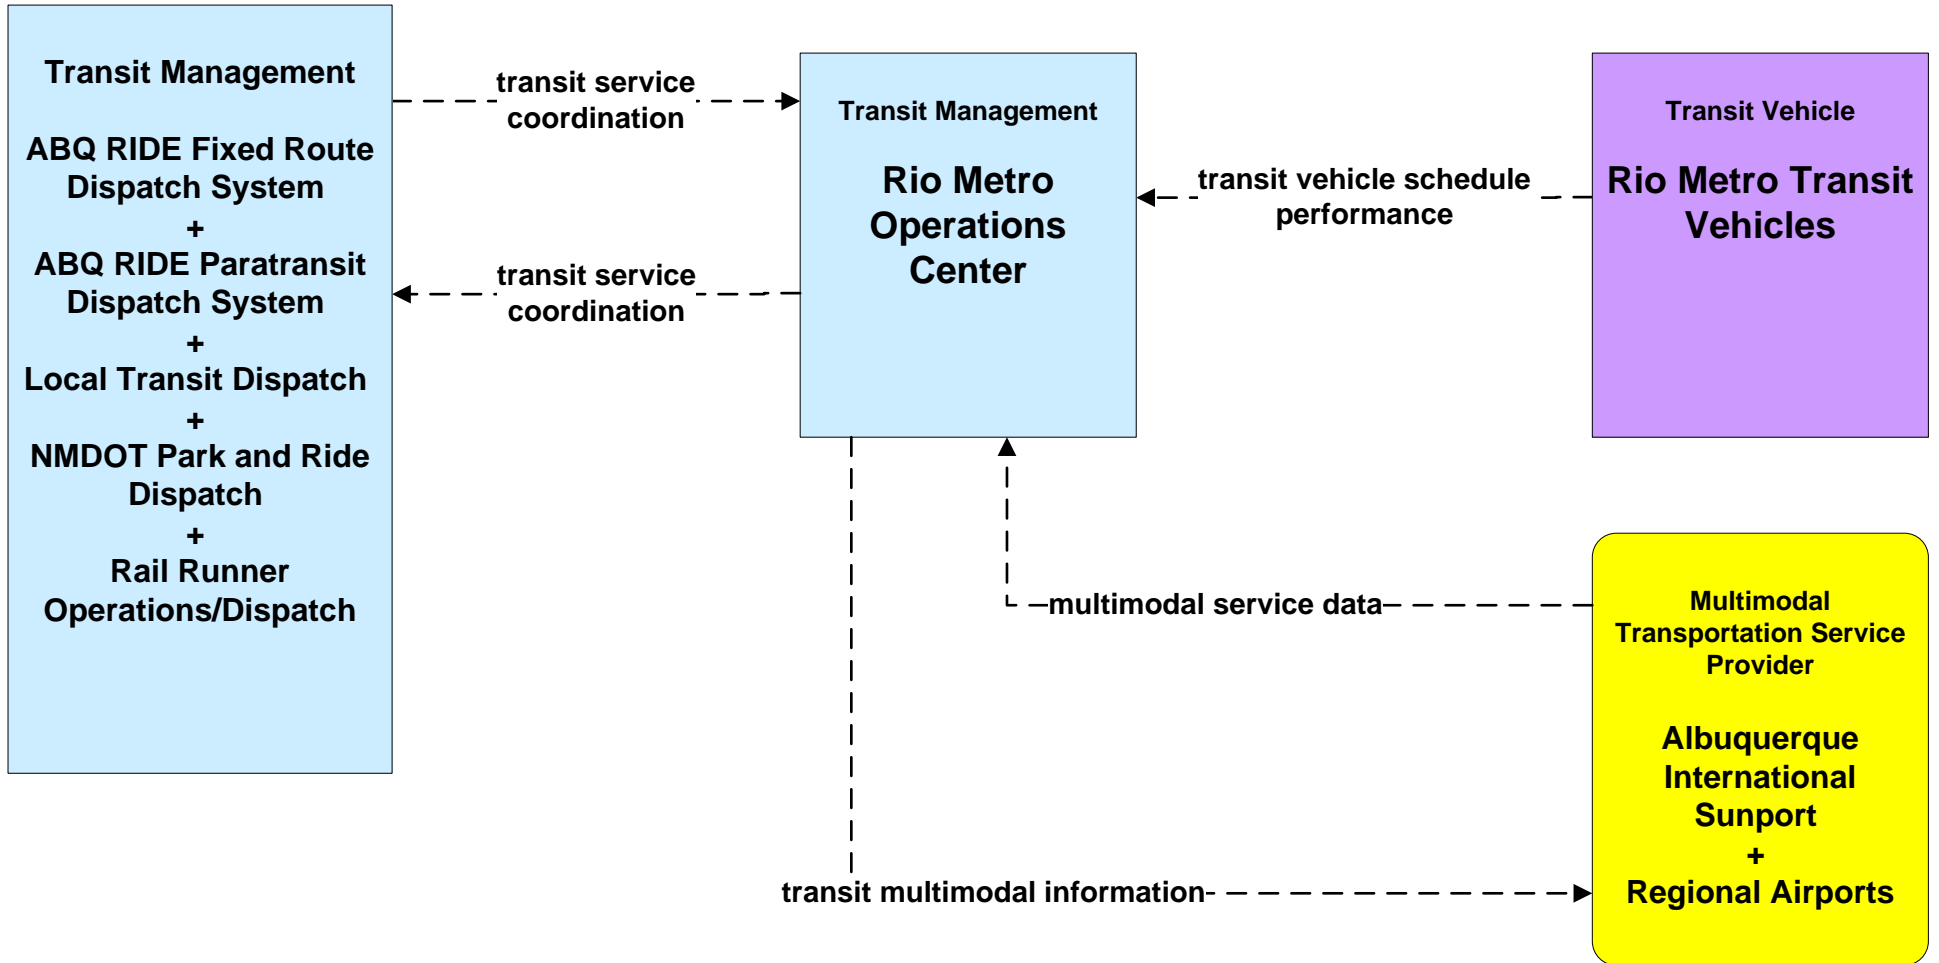 Transit Management
ABQ RIDE Fixed Route
Dispatch System
+
ABQ RIDE Paratransit
Dispatch System
+
Local Transit Dispatch
+
NMDOT Park and Ride
Dispatch
+
Rail Runner
Operations/Dispatch
transit service
coordination
transit service
coordination
Transit Management
Rio Metro
Operations
Center
transit vehicle schedule
performance
Transit Vehicle
Rio Metro Transit
Vehicles
multimodal service data
transit multimodal information
Multimodal
Transportation Service
Provider
Albuquerque
International
Sunport
+
Regional Airports